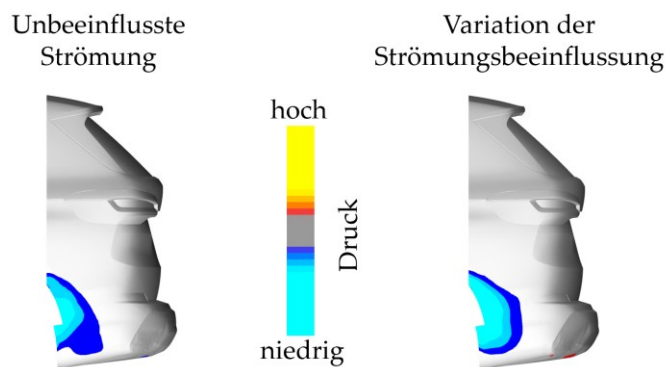 Unbeeinflusste
Strömung
Variation der
Strömungsbeeinflussung
hoch
Druck
niedrig